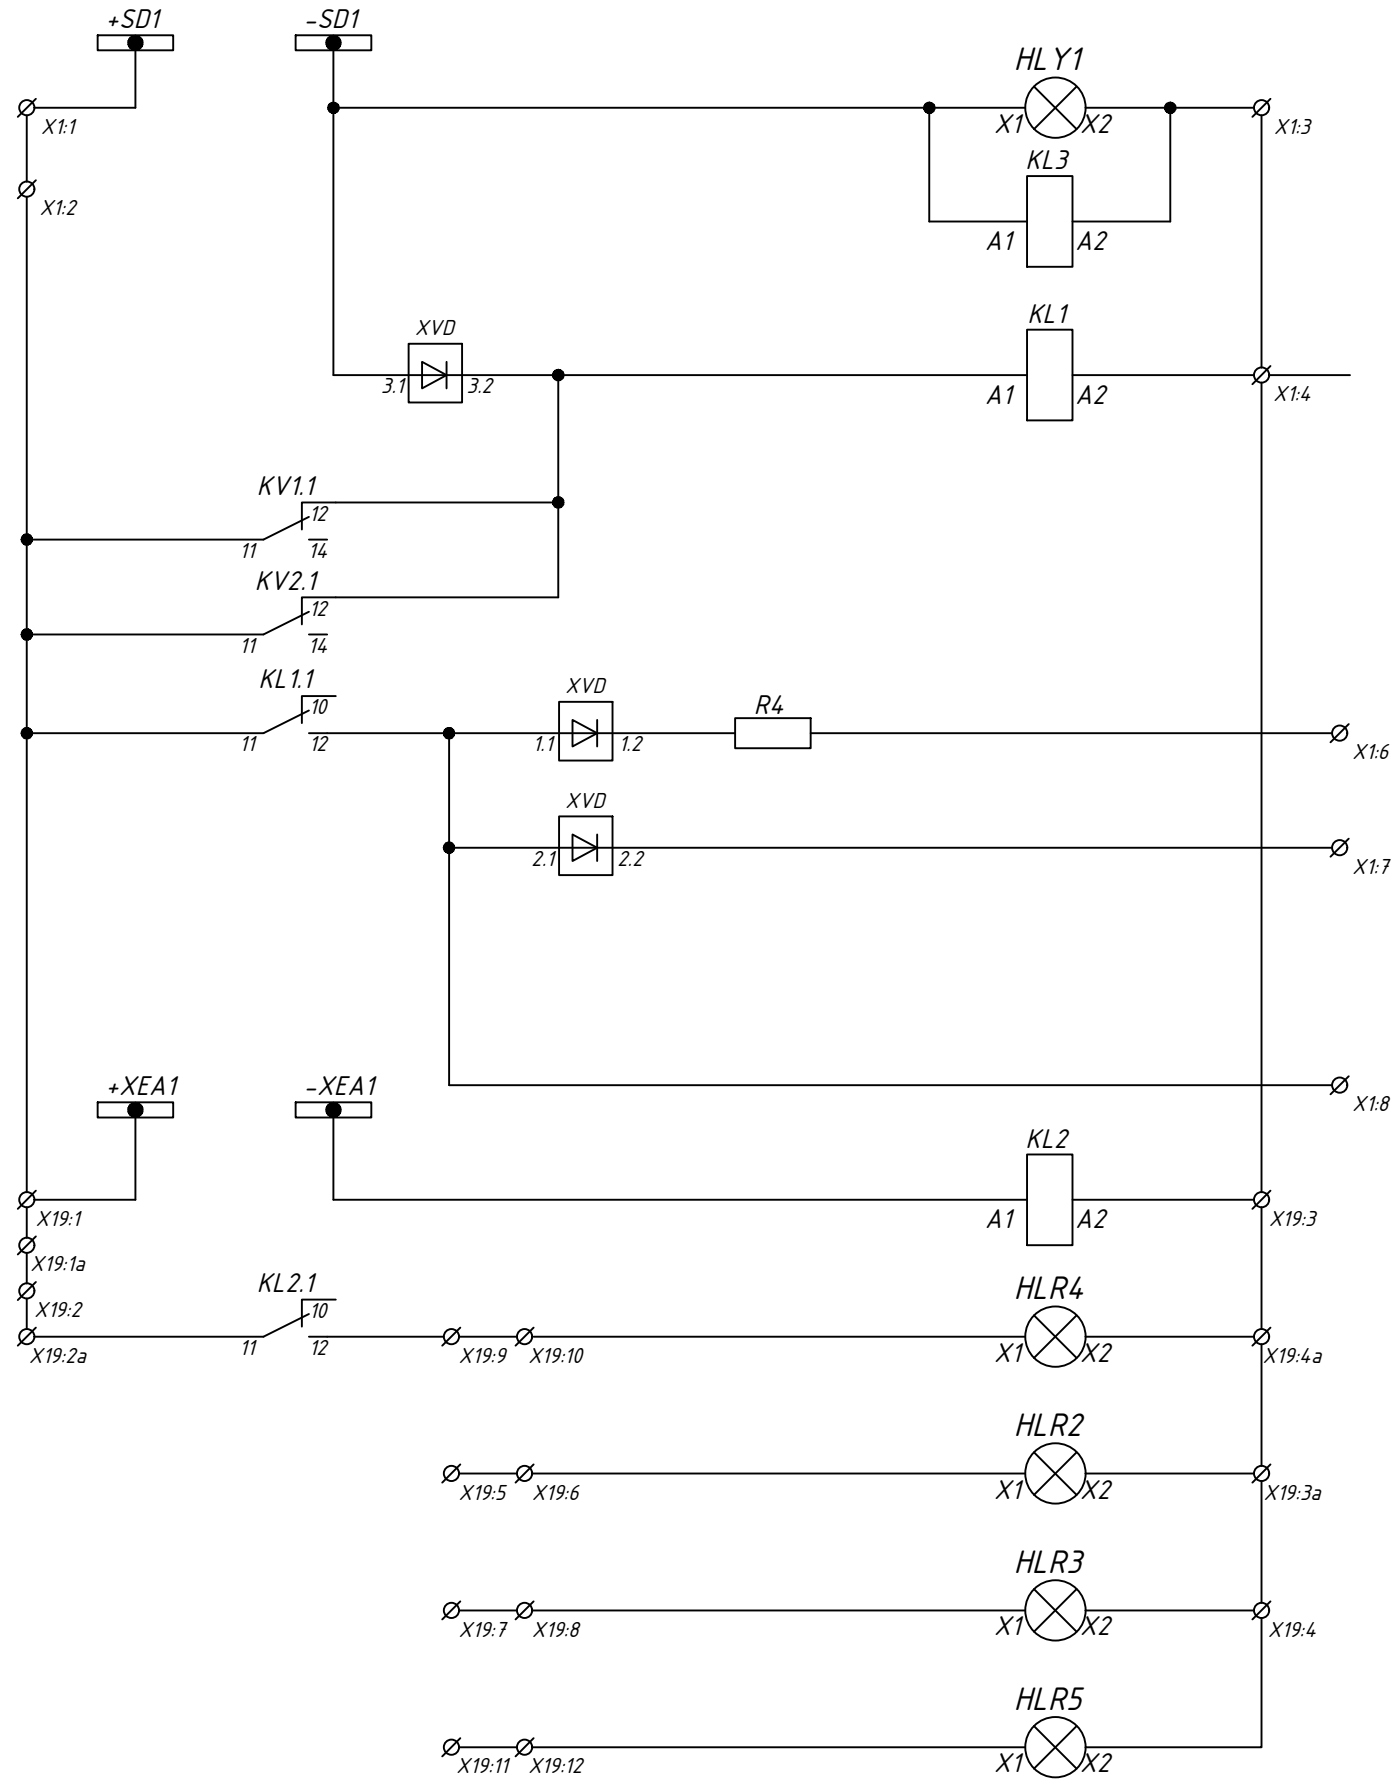 +SD1
-SD1
HLY1
X1:1
X1
X2
X1:3
KL3
X1:2
A1
A2
KL1
XVD
3.1
3.2
A1
A2
X1:4
KV1.1
12
11
14
KV2.1
12
11
14
KL1.1
10
11
12
XVD
1.1
1.2
R4
X1:6
XVD
2.1
2.2
X1:7
+XEA1
-XEA1
X1:8
KL2
X19:1
A1
A2
X19:3
X19:1a
X19:2
KL2.1
10
HLR4
X19:2a
11
12
X19:9
X19:10
X1
X2
X19:4a
HLR2
X19:5
X19:6
X1
X2
X19:3a
HLR3
X19:7
X19:8
X1
X2
X19:4
HLR5
X19:11
X19:12
X1
X2